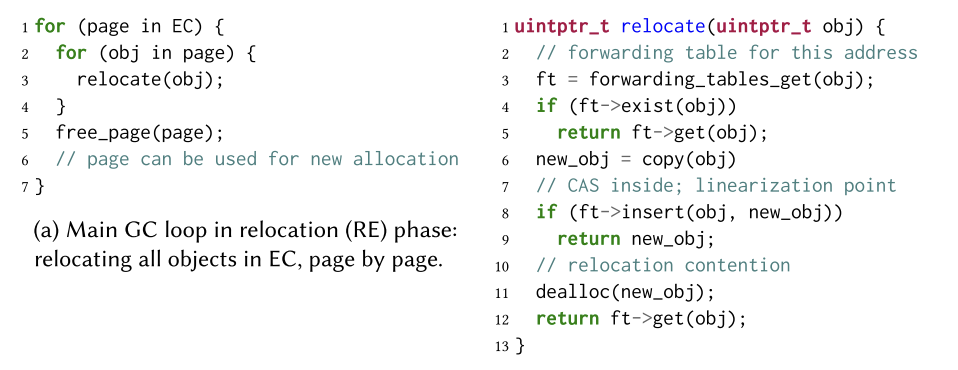 1 for (page in EC) {
2   for (obj in page) {
3     relocate(obj);
4   }
5   free_page(page);
6   // page can be used for new allocation
7 }
(a) Main GC loop in relocation (RE) phase:
relocating all objects in EC, page by page.
1 uintptr_t relocate(uintptr_t obj) {
2   // forwarding table for this address
3   ft = forwarding_tables_get(obj);
4   if (ft->exist(obj))
5     return ft->get(obj);
6   new_obj = copy(obj)
7   // CAS inside; linearization point
8   if (ft->insert(obj, new_obj))
9     return new_obj;
10   // relocation contention
11   dealloc(new_obj);
12   return ft->get(obj);
13 }